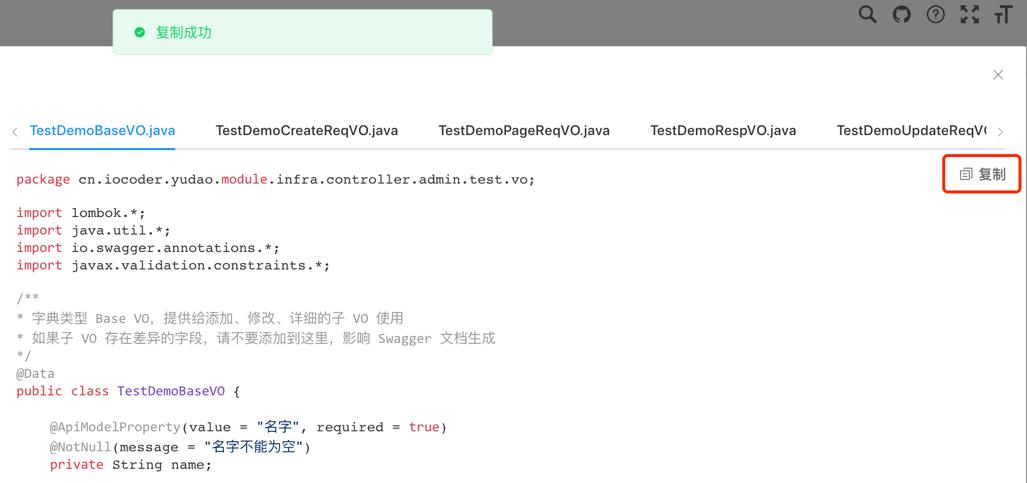 复制成功
TestDemoBaseVO.java TestDemoCreateReqVO.java TestDemoPageReqVO.java TestDemoRespVO.java TestDemoUpdateReqV
复制
package cn.iocoder.yudao.module.infra.controller.admin.test.vo;
import lombok.*;
import java.util.*;
import io.swagger.annotations.*;
import javax.validation.constraints.*;
/**
* 字典类型 Base VO，提供给添加、修改、详细的子 VO 使用
* 如果子 VO 存在差异的字段，请不要添加到这里，影响 Swagger 文档生成
*/
@Data
public class TestDemoBaseVO {
@ApiModelProperty(value = "名字", required = true)
@NotNull(message = "名字不能为空")
private String name;